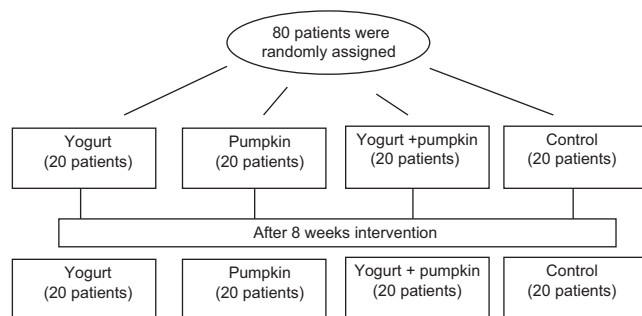 80 patients were
randomly assigned
Yogurt
(20 patients)
Pumpkin
(20 patients)
Yogurt +pumpkin
(20 patients)
Control
(20 patients)
After 8 weeks intervention
Yogurt
(20 patients)
Pumpkin
(20 patients)
Yogurt + pumpkin
(20 patients)
Control
(20 patients)